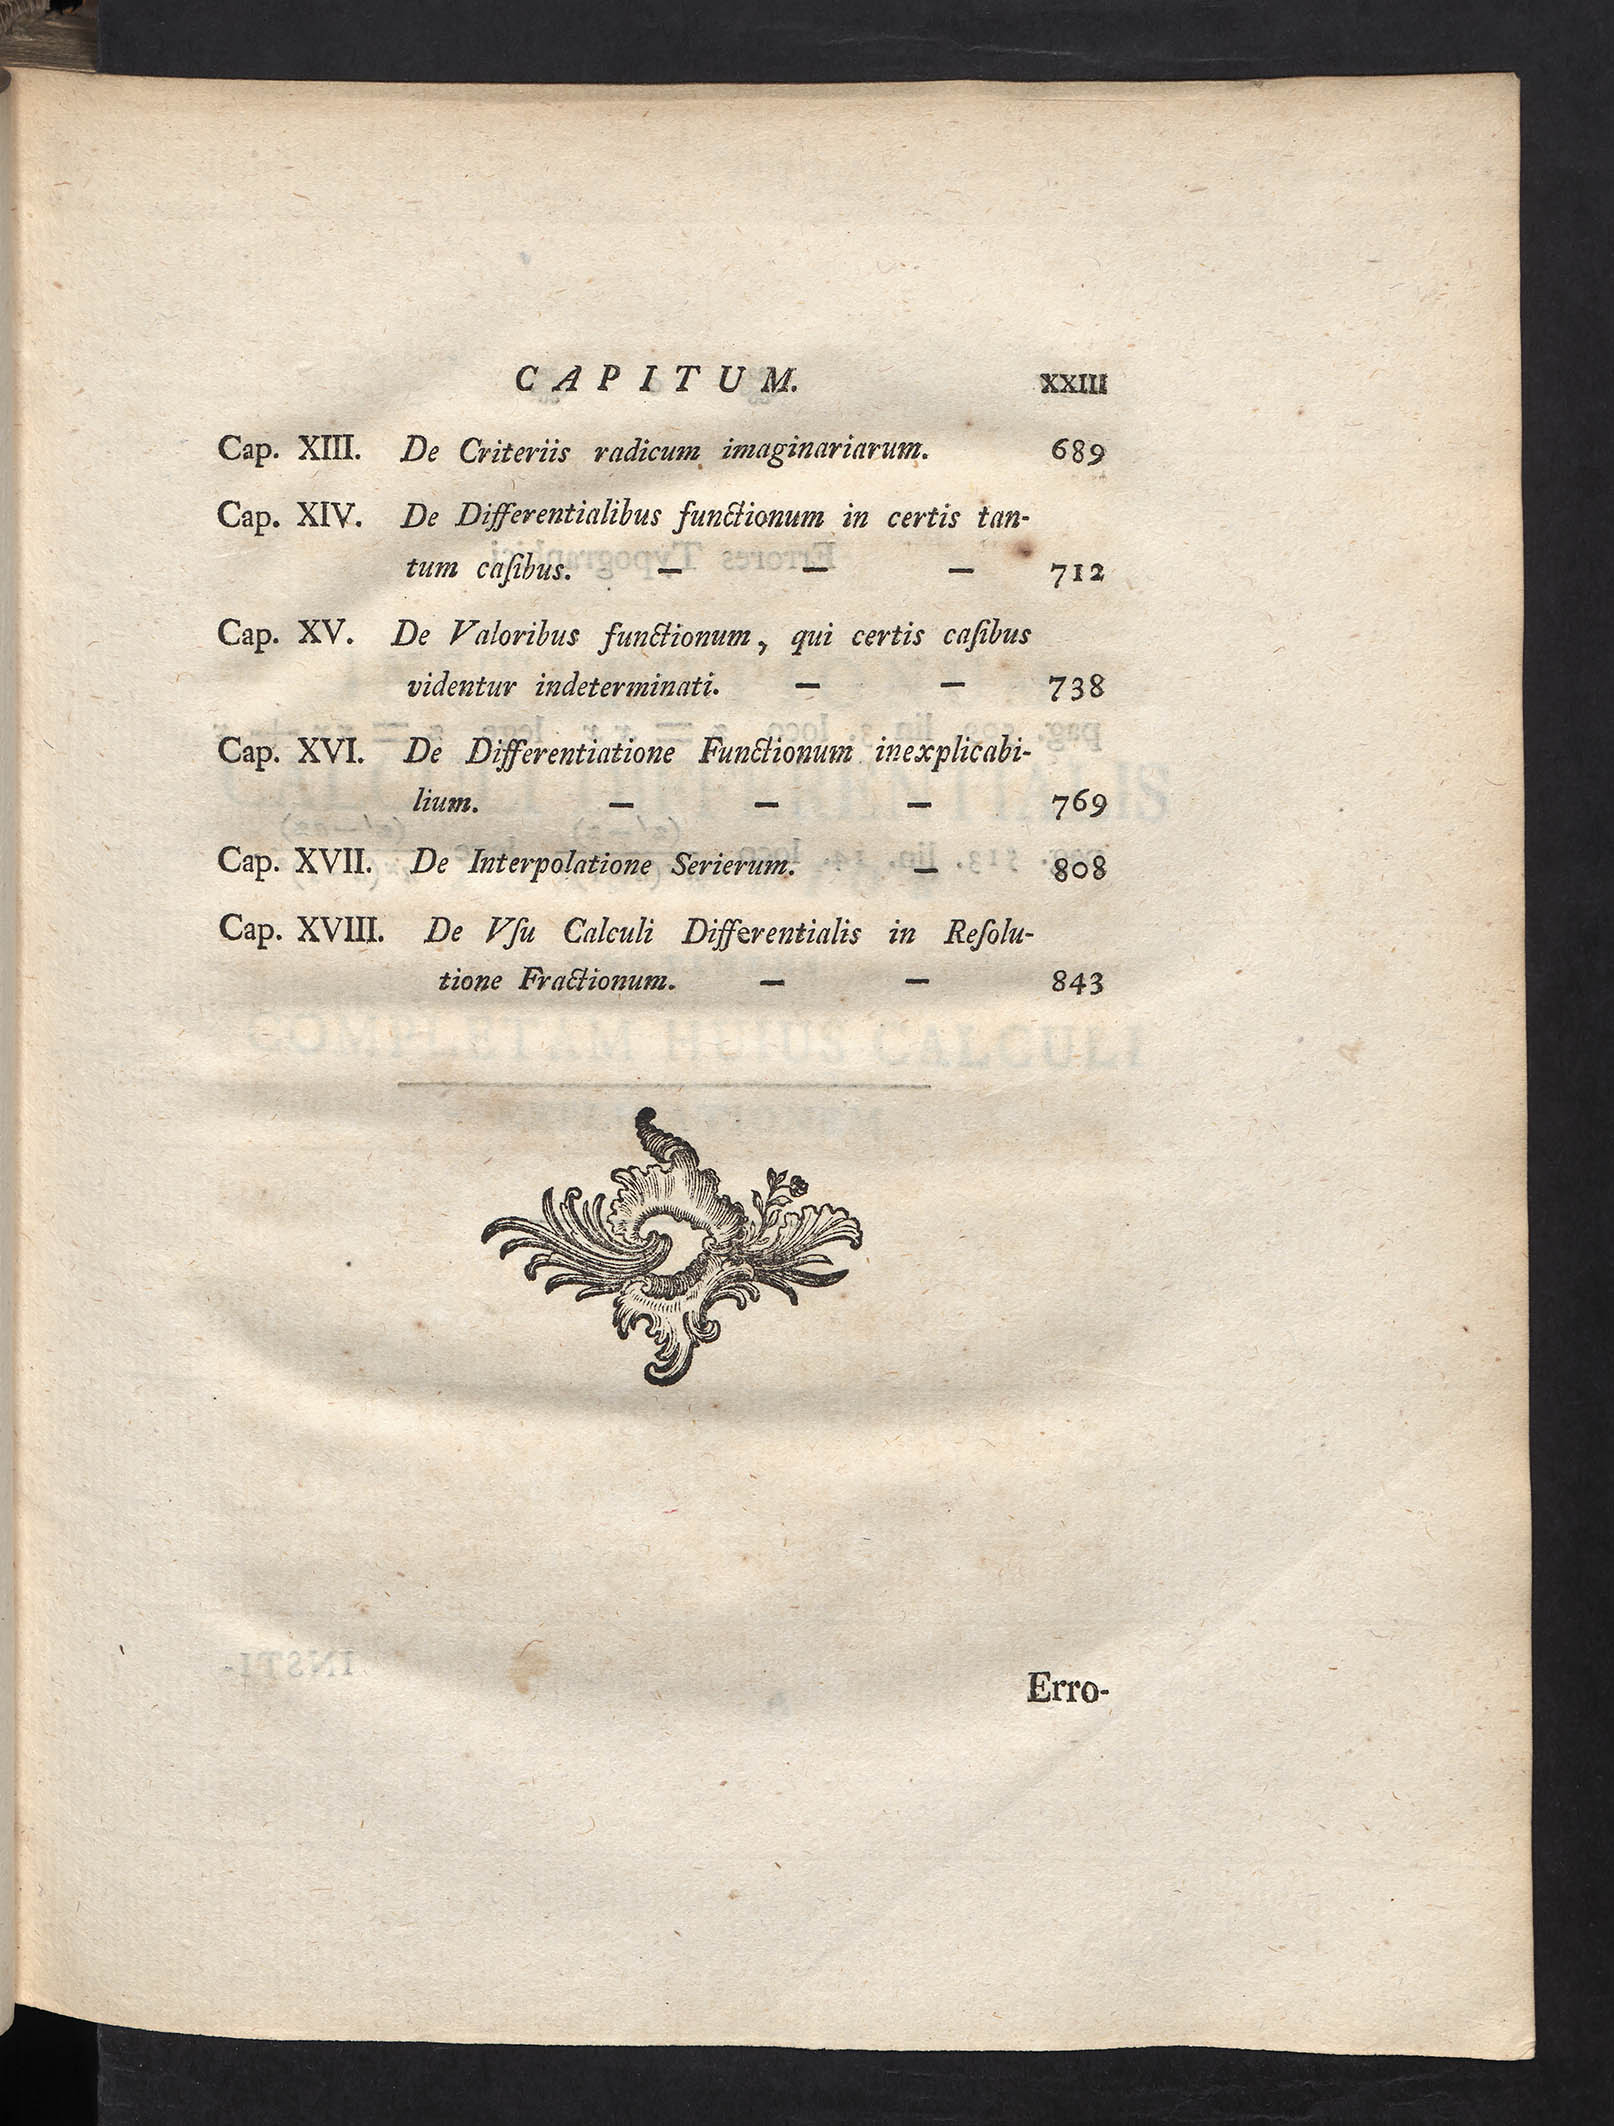 CAPITUM. XXIII
Cap. XIII. De Criteriis radicum imaginariarum. 689
Cap. XIV. De Differentialibus functionum in certis tan-
tum caſibus. — — — 712
Cap. XV. De Valoribus functionum, qui certis caſibus
videntur indeterminati. — — 738
Cap. XVI. De Differentiatione Functionum inexplicabi-
lium. — — — 769
Cap. XVII. De Interpolatione Serierum. — 808
Cap. XVIII. De Vſu Calculi Differentialis in Reſolu-
tione Fractionum. — — 843
Erro-